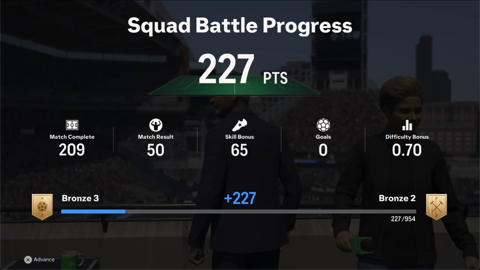 Squad Battle Progress
227 PTS
Match Complete
209
Match Result
50
Skill Bonus
65
Goals
0
Difficulty Bonus
0.70
Bronze 3
+227
Bronze 2
227/954
Advance